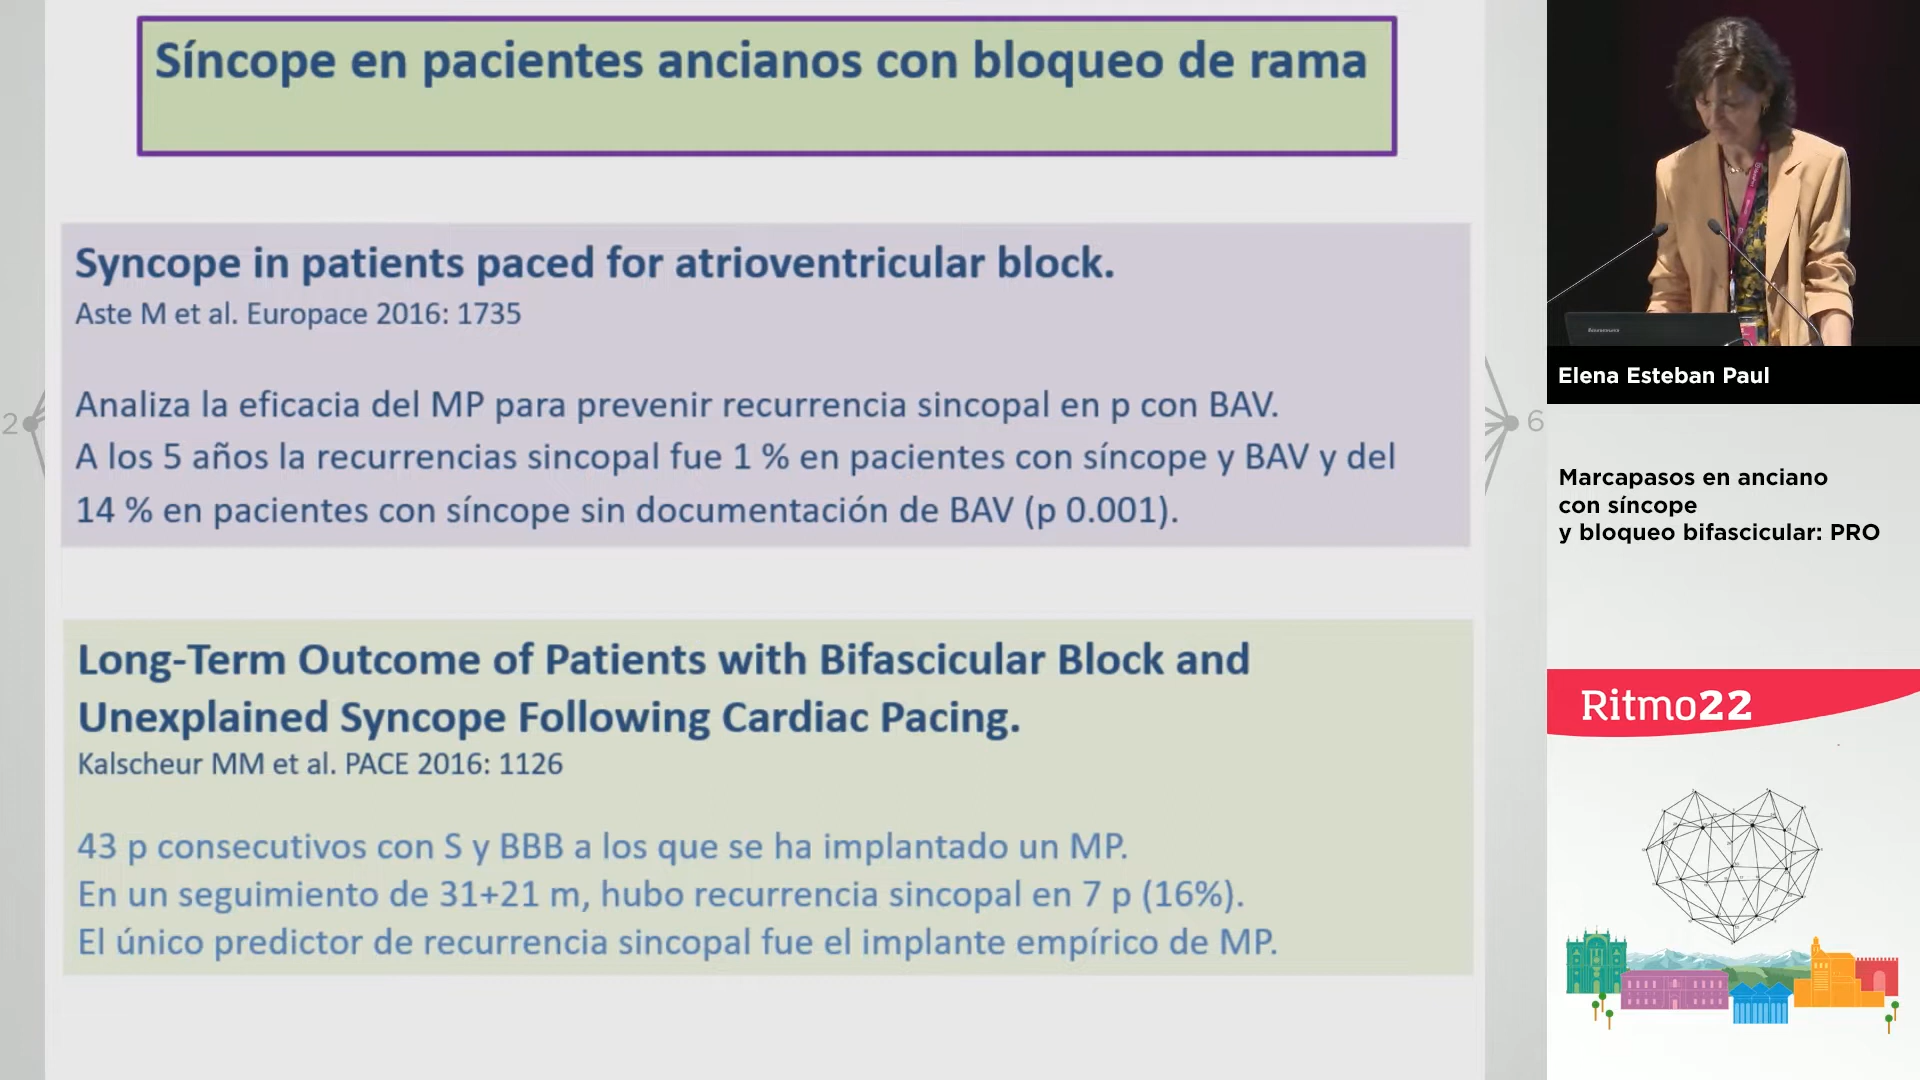 Síncope en pacientes ancianos con bloqueo de rama
Syncope in patients paced for atrioventricular block.
Aste M et al. Europace 2016: 1735
Analiza la eficacia del MP para prevenir recurrencia sincopal en p con BAV.
A los 5 años la recurrencias sincopal fue 1 % en pacientes con síncope y BAV y del
14 % en pacientes con síncope sin documentación de BAV (p 0.001).
Long-Term Outcome of Patients with Bifascicular Block and
Unexplained Syncope Following Cardiac Pacing.
Kalscheur MM et al. PACE 2016: 1126
43 p consecutivos con S y BBB a los que se ha implantado un MP.
En un seguimiento de 31+21 m, hubo recurrencia sincopal en 7 p (16%).
El único predictor de recurrencia sincopal fue el implante empírico de MP.
2
6
Elena Esteban Paul
Marcapasos en anciano
con síncope
y bloqueo bifascicular: PRO
Ritmo22